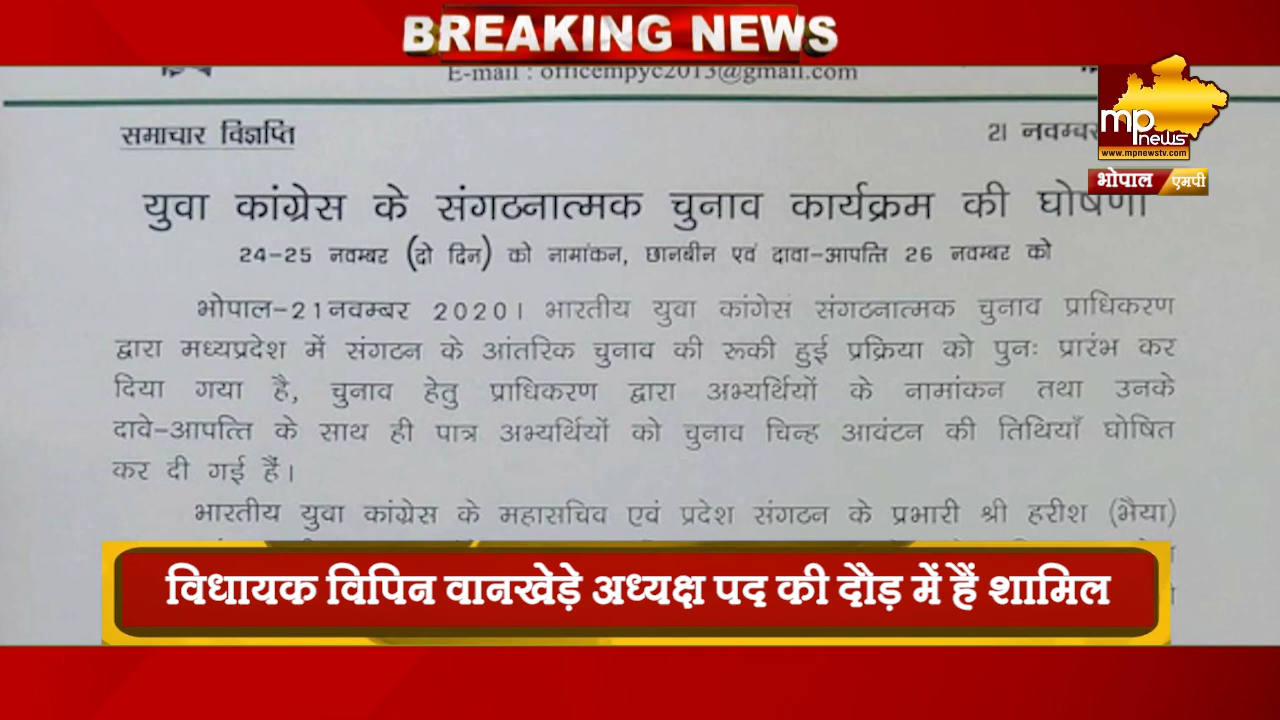 BREAKING NEWS
E-mail : officempyc2013@gmail.com
mp news
www.mpnewstv.com
भोपाल एमपी
समाचार विज्ञप्ति
21 नवम्बर
युवा कांग्रेस के संगठनात्मक चुनाव कार्यक्रम की घोषणा
24-25 नवम्बर (दो दिन) को नामांकन, छानबीन एवं दावा-आपत्ति 26 नवम्बर को
भोपाल-21नवम्बर 2020। भारतीय युवा कांगेसं संगठनात्मक चुनाव प्राधिकरण
द्वारा मध्यप्रदेश में संगठन के आंतरिक चुनाव की रूकी हुई प्रक्रिया को पुनः प्रारंभ कर
दिया गया है, चुनाव हेतु प्राधिकरण द्वारा अभ्यर्थियों के नामांकन तथा उनके
दावे-आपत्ति के साथ ही पात्र अभ्यर्थियों को चुनाव चिन्ह आवंटन की तिथियाँ घोषित
कर दी गई हैं।
भारतीय युवा कांग्रेस के महासचिव एवं प्रदेश संगठन के प्रभारी श्री हरीश (भैया)
विधायक विपिन वानखेड़े अध्यक्ष पद की दौड़ में हैं शामिल